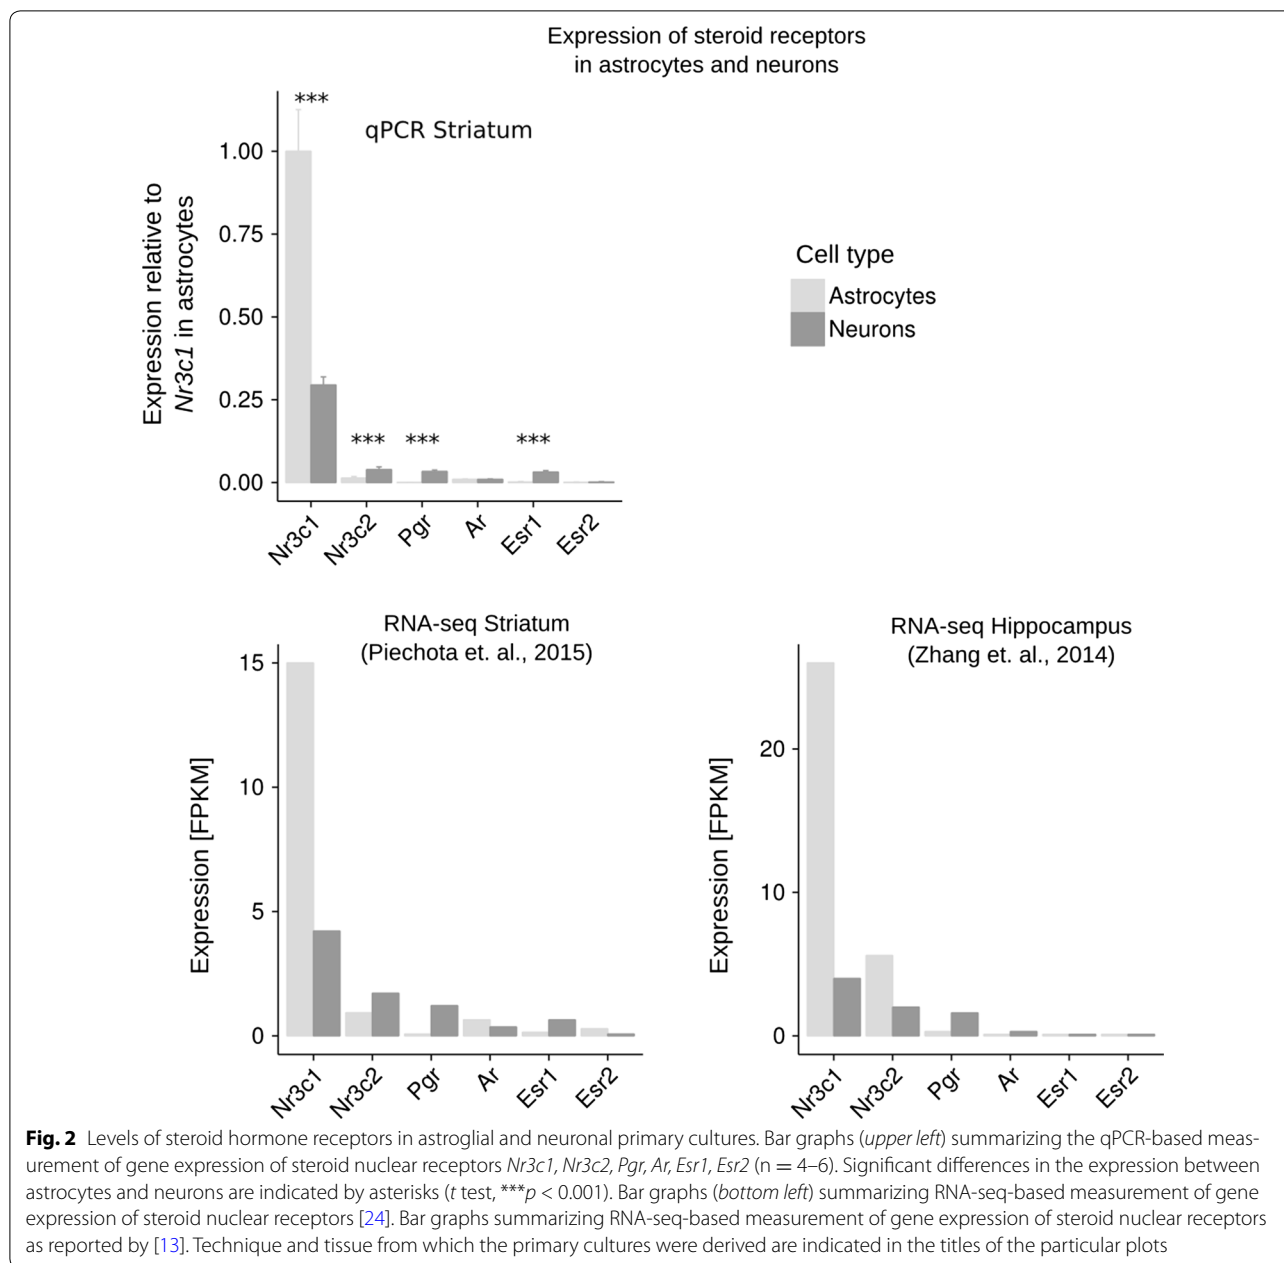 Expression of steroid receptors
in astrocytes and neurons
***
qPCR Striatum
1.00
0.75
0.50
0.25
0.00
Expression relative to
Nr3c1 in astrocytes
*** *** ***
Nr3c1 Nr3c2 Pgr Ar Esr1 Esr2
Cell type
Astrocytes
Neurons
RNA-seq Striatum
(Piechota et. al., 2015)
15
10
5
0
Expression [FPKM]
Nr3c1 Nr3c2 Pgr Ar Esr1 Esr2
RNA-seq Hippocampus
(Zhang et. al., 2014)
20
10
0
Expression [FPKM]
Nr3c1 Nr3c2 Pgr Ar Esr1 Esr2
Fig. 2 Levels of steroid hormone receptors in astroglial and neuronal primary cultures. Bar graphs (upper left) summarizing the qPCR-based meas-
urement of gene expression of steroid nuclear receptors Nr3c1, Nr3c2, Pgr, Ar, Esr1, Esr2 (n = 4–6). Significant differences in the expression between
astrocytes and neurons are indicated by asterisks (t test, ***p < 0.001). Bar graphs (bottom left) summarizing RNA-seq-based measurement of gene
expression of steroid nuclear receptors [24]. Bar graphs summarizing RNA-seq-based measurement of gene expression of steroid nuclear receptors
as reported by [13]. Technique and tissue from which the primary cultures were derived are indicated in the titles of the particular plots